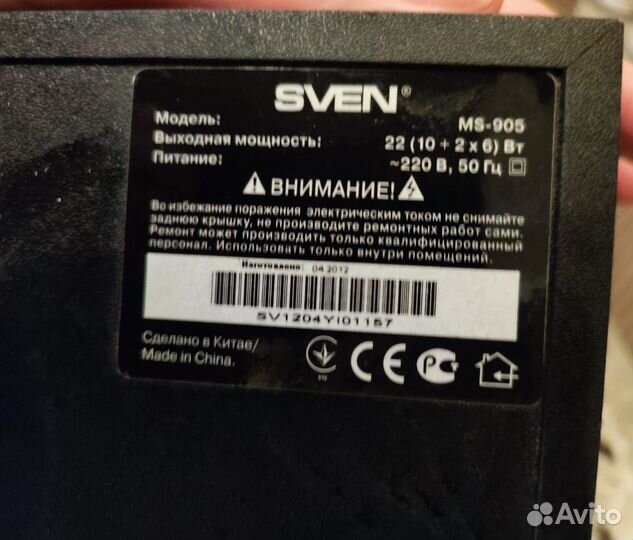 SVEN®
Модель: MS-905
Выходная мощность: 22 (10 + 2 x 6) Вт
Питание: ~220 В, 50 Гц
ВНИМАНИЕ!
Во избежание поражения электрическим током не снимайте
заднюю крышку, не производите ремонтных работ сами.
Ремонт может производить только квалифицированный
персонал. Использовать только внутри помещений.
Изготовлено: 04.2012
SV1204YI01157
Сделано в Китае/
Made in China.
CE
Avito